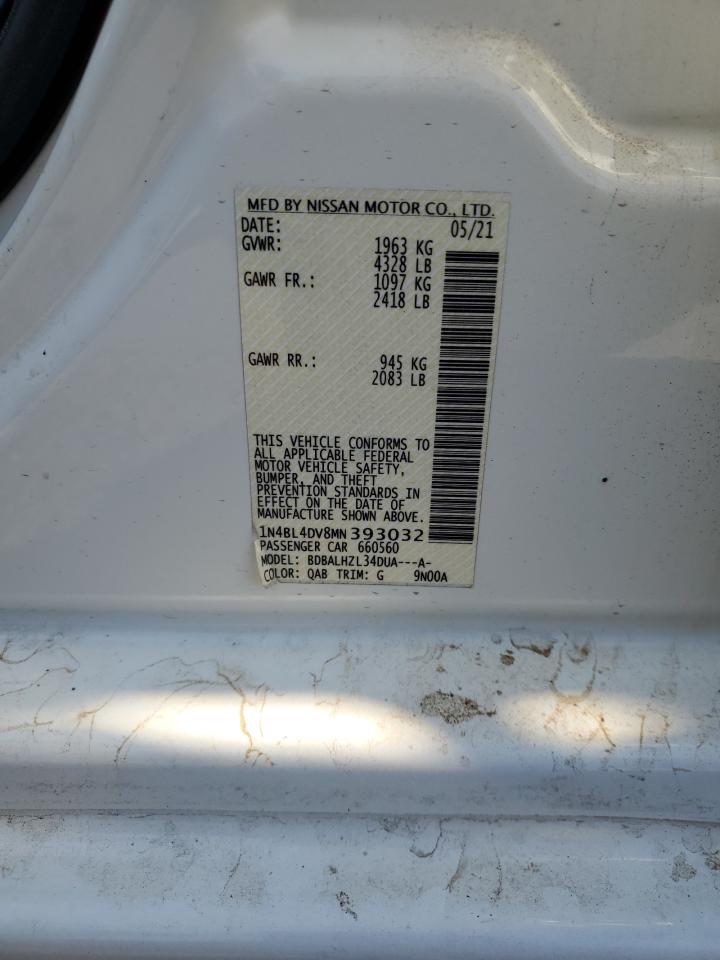 MFD BY NISSAN MOTOR CO., LTD.
DATE: 05/21
GVWR: 1963 KG
4328 LB
GAWR FR.: 1097 KG
2418 LB
GAWR RR.: 945 KG
2083 LB
THIS VEHICLE CONFORMS TO
ALL APPLICABLE FEDERAL
MOTOR VEHICLE SAFETY,
BUMPER, AND THEFT
PREVENTION STANDARDS IN
EFFECT ON THE DATE OF
MANUFACTURE SHOWN ABOVE.
1N4BL4DV8MN393032
PASSENGER CAR 660560
MODEL: BDBALHZL34DUA---A-
COLOR: QAB TRIM: G 9N00A